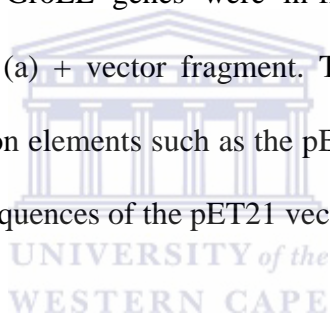 GroEL genes were in-f
(a) + vector fragment. T
on elements such as the pE
quences of the pET21 vec
UNIVERSITY of the
WESTERN CAPE